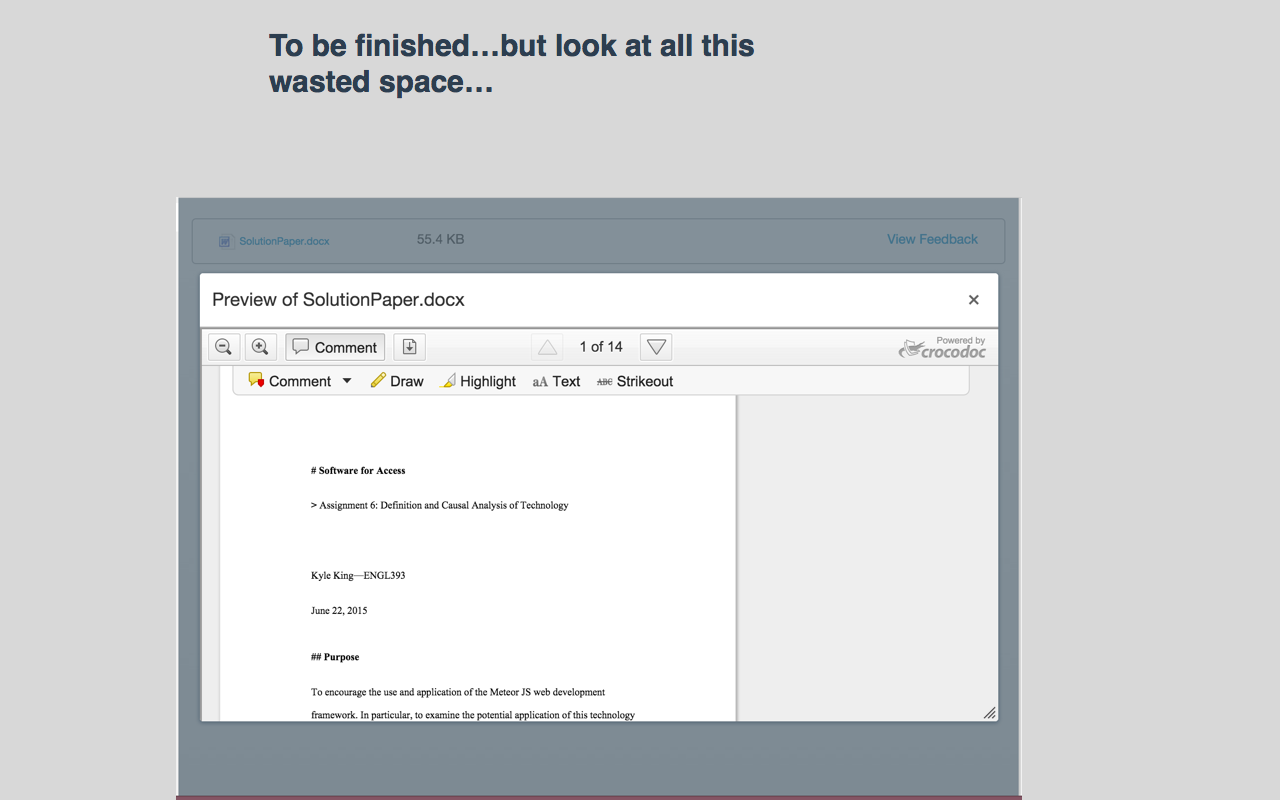 To be finished...but look at all this
wasted space...
SolutionPaper.docx 55.4 KB View Feedback
Preview of SolutionPaper.docx ×
Comment 1 of 14 Powered by crocodoc
Comment Draw Highlight aA Text ABC Strikeout
# Software for Access
> Assignment 6: Definition and Causal Analysis of Technology
Kyle King—ENGL393
June 22, 2015
## Purpose
To encourage the use and application of the Meteor JS web development
framework. In particular, to examine the potential application of this technology